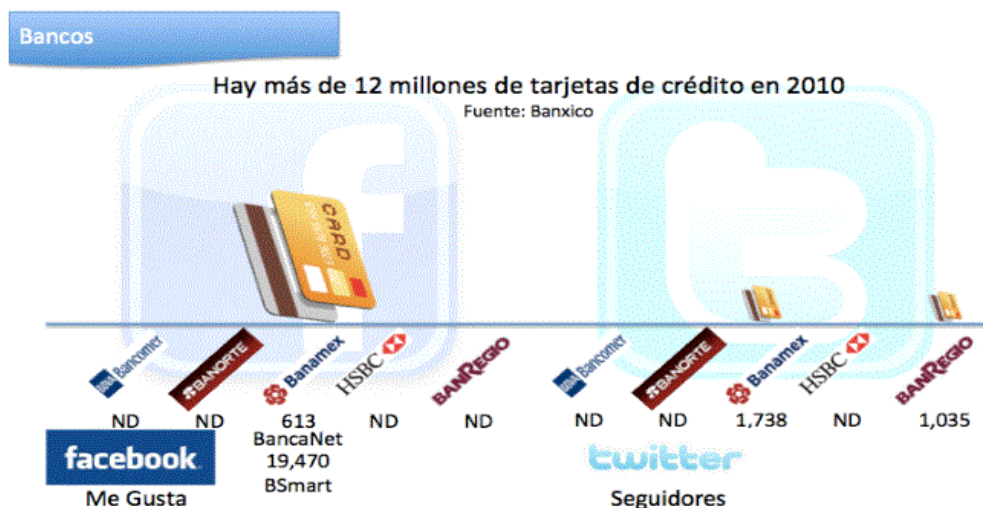 Bancos
Hay más de 12 millones de tarjetas de crédito en 2010
Fuente: Banxico
CARD
BBVA Bancomer
BANORTE
Banamex
HSBC
BANREGIO
ND
ND
613
ND
ND
BancaNet
19,470
BSmart
facebook
Me Gusta
BBVA Bancomer
BANORTE
Banamex
HSBC
BANREGIO
ND
ND
1,738
ND
1,035
twitter
Seguidores